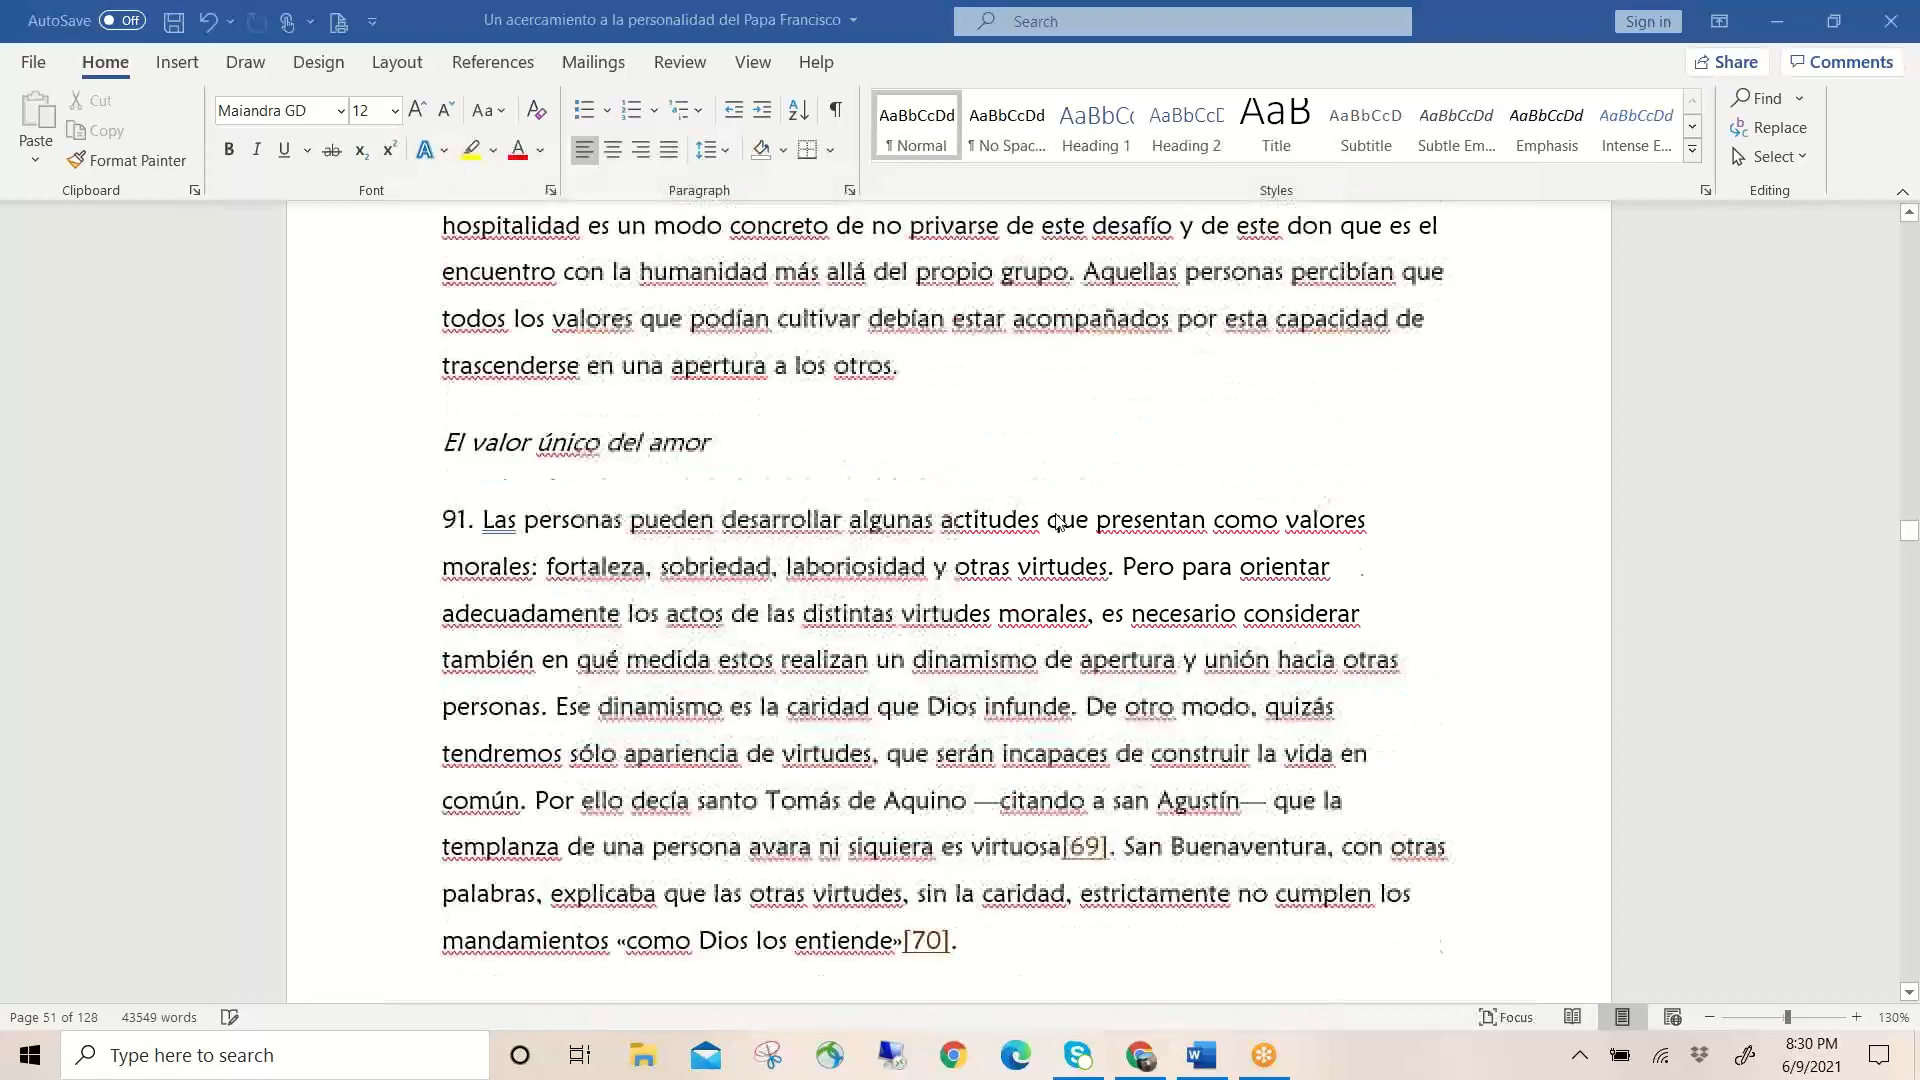 AutoSave Off Un acercamiento a la personalidad del Papa Francisco Search Sign in
File Home Insert Draw Design Layout References Mailings Review View Help Share Comments
Cut
Copy
Paste
Format Painter
Clipboard
Maiandra GD 12 Aa
B I U ab x₂ x² A A
Font
Paragraph
AaBbCcDd AaBbCcDd AaBbCc AaBbCcD AaB AaBbCcD AaBbCcDd AaBbCcDd AaBbCcDd
¶ Normal ¶ No Spac... Heading 1 Heading 2 Title Subtitle Subtle Em... Emphasis Intense E...
Styles
Find
Replace
Select
Editing
hospitalidad es un modo concreto de no privarse de este desafío y de este don que es el
encuentro con la humanidad más allá del propio grupo. Aquellas personas percibían que
todos los valores que podían cultivar debían estar acompañados por esta capacidad de
trascenderse en una apertura a los otros.
El valor único del amor
91. Las personas pueden desarrollar algunas actitudes que presentan como valores
morales: fortaleza, sobriedad, laboriosidad y otras virtudes. Pero para orientar
adecuadamente los actos de las distintas virtudes morales, es necesario considerar
también en qué medida estos realizan un dinamismo de apertura y unión hacia otras
personas. Ese dinamismo es la caridad que Dios infunde. De otro modo, quizás
tendremos sólo apariencia de virtudes, que serán incapaces de construir la vida en
común. Por ello decía santo Tomás de Aquino —citando a san Agustín— que la
templanza de una persona avara ni siquiera es virtuosa[69]. San Buenaventura, con otras
palabras, explicaba que las otras virtudes, sin la caridad, estrictamente no cumplen los
mandamientos «como Dios los entiende»[70].
Page 51 of 128 43549 words Focus 130%
Type here to search
8:30 PM
6/9/2021